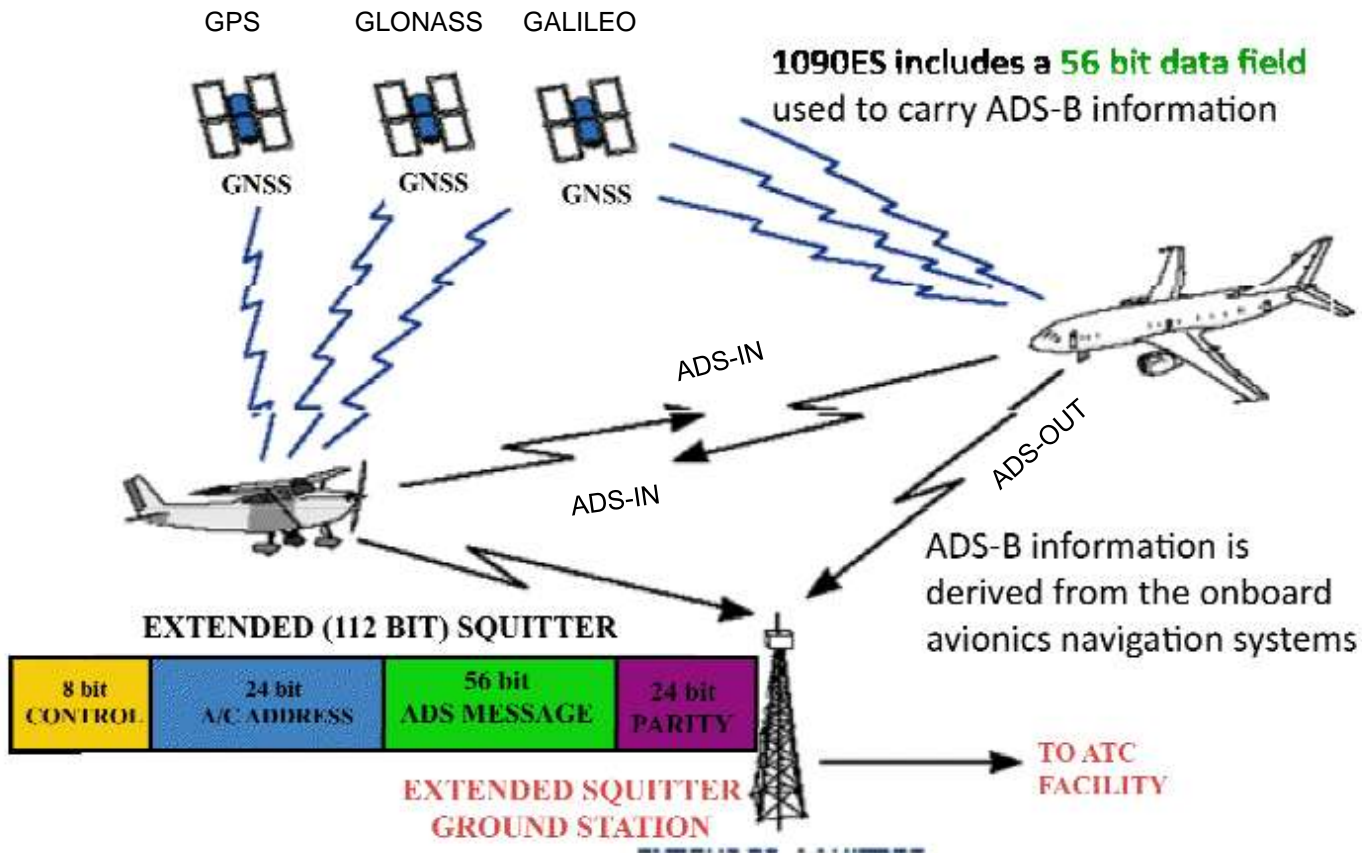 GPS
GLONASS
GALILEO
1090ES includes a 56 bit data field
used to carry ADS-B information
GNSS
GNSS
GNSS
ADS-IN
ADS-IN
ADS-OUT
ADS-B information is
derived from the onboard
avionics navigation systems
EXTENDED (112 BIT) SQUITTER
8 bit
CONTROL
24 bit
A/C ADDRESS
56 bit
ADS MESSAGE
24 bit
PARITY
TO ATC
FACILITY
EXTENDED SQUITTER
GROUND STATION